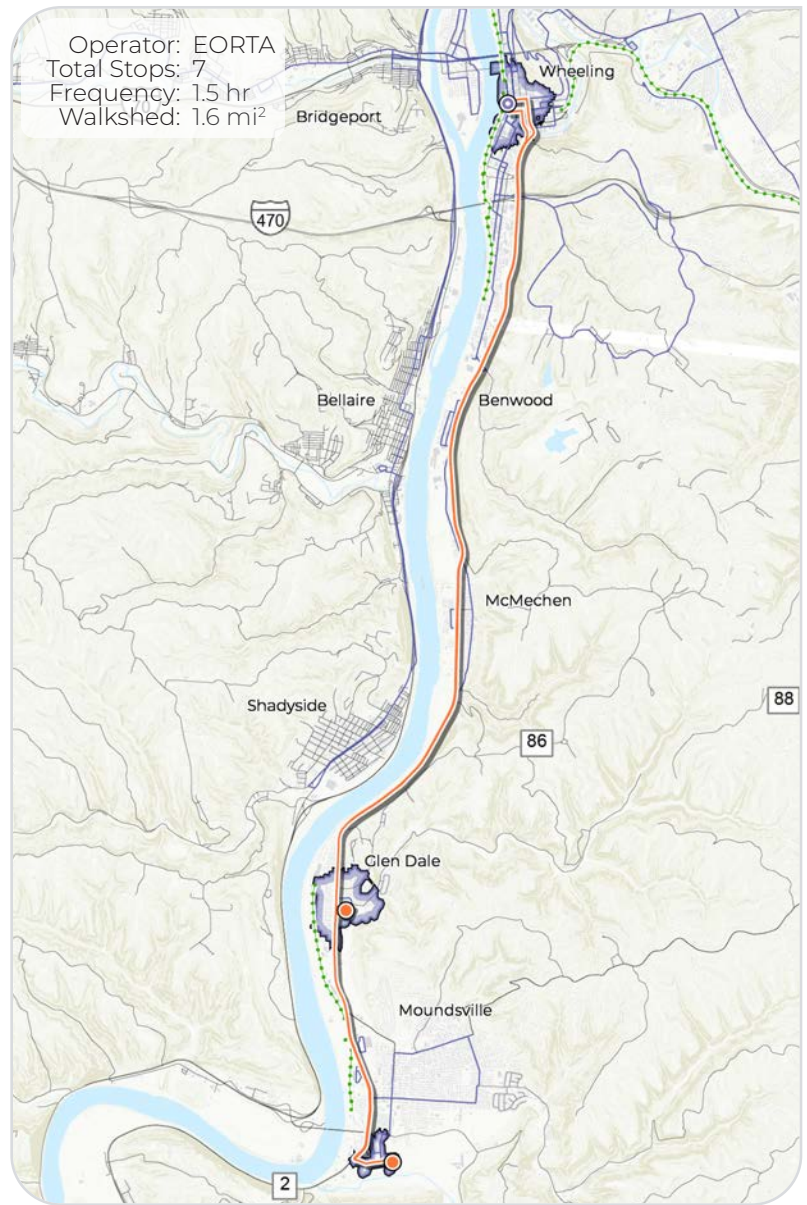 Operator: EORTA
Total Stops: 7
Frequency: 1.5 hr
Walkshed: 1.6 mi²
Wheeling
Bridgeport
70
470
Bellaire
Benwood
McMechen
Shadyside
88
86
Glen Dale
Moundsville
2